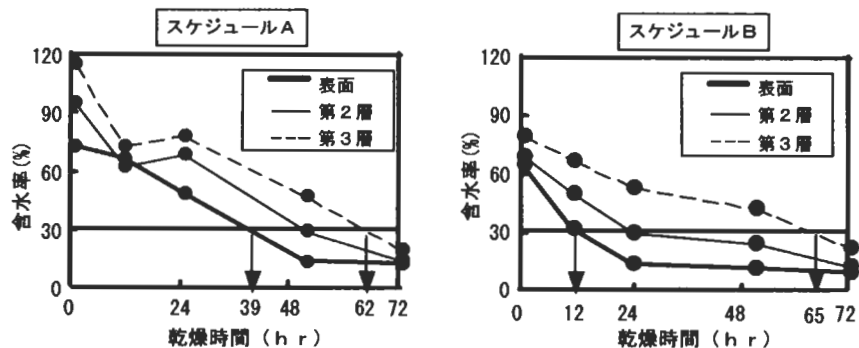 スケジュールA
120
90
60
30
0
含水率(%)
表面
第2層
第3層
0 24 39 48 62 72
乾燥時間(hr)
スケジュールB
120
90
60
30
0
含水率(%)
表面
第2層
第3層
0 12 24 48 65 72
乾燥時間(hr)